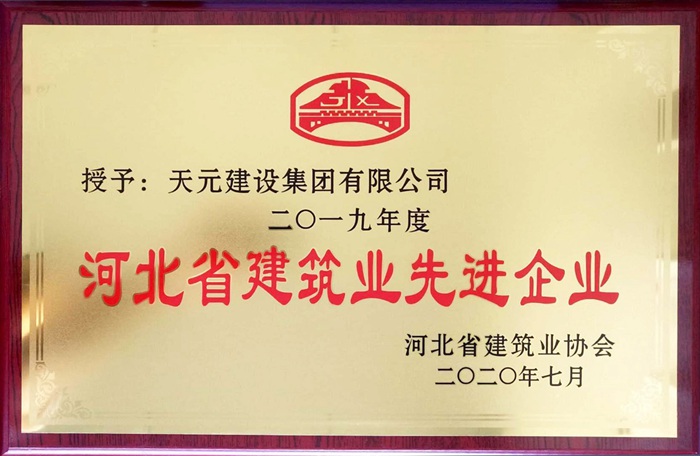 JX
授予：天元建设集团有限公司
二〇一九年度
河北省建筑业先进企业
河北省建筑业协会
二〇二〇年七月